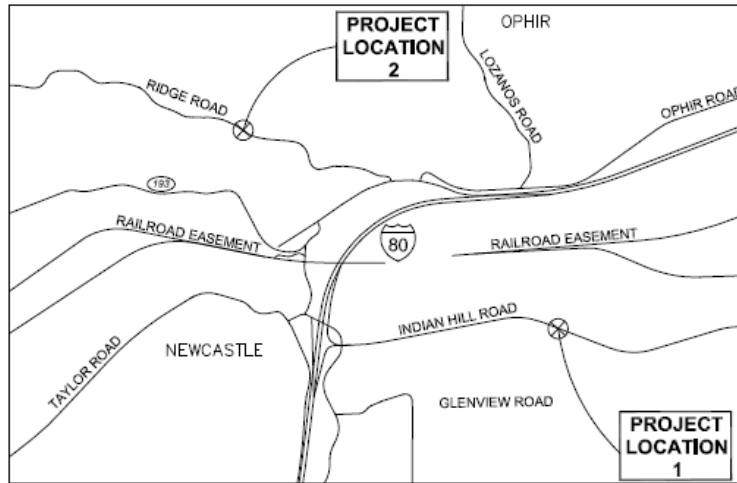 PROJECT
LOCATION
2
OPHIR
RIDGE ROAD
LOZANOS ROAD
OPHIR ROAD
193
RAILROAD EASEMENT
80
RAILROAD EASEMENT
INDIAN HILL ROAD
NEWCASTLE
TAYLOR ROAD
GLENVIEW ROAD
PROJECT
LOCATION
1